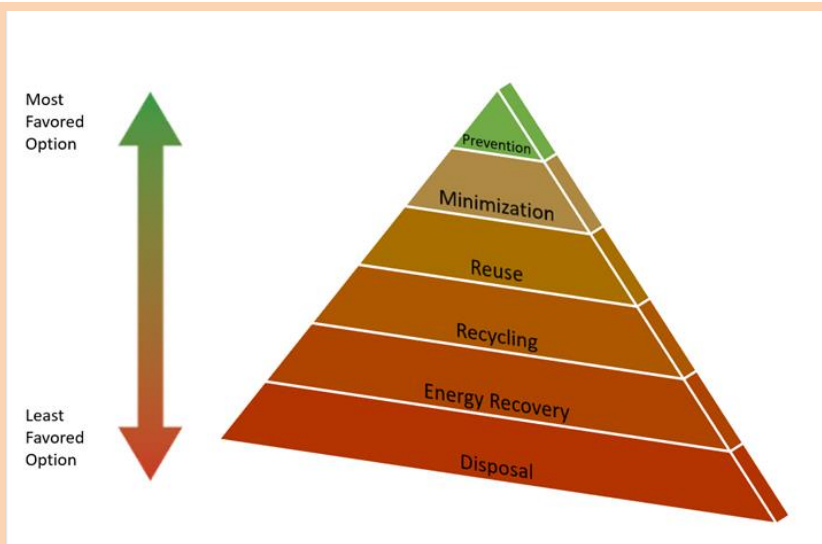 Most
Favored
Option
Prevention
Minimization
Reuse
Recycling
Energy Recovery
Disposal
Least
Favored
Option